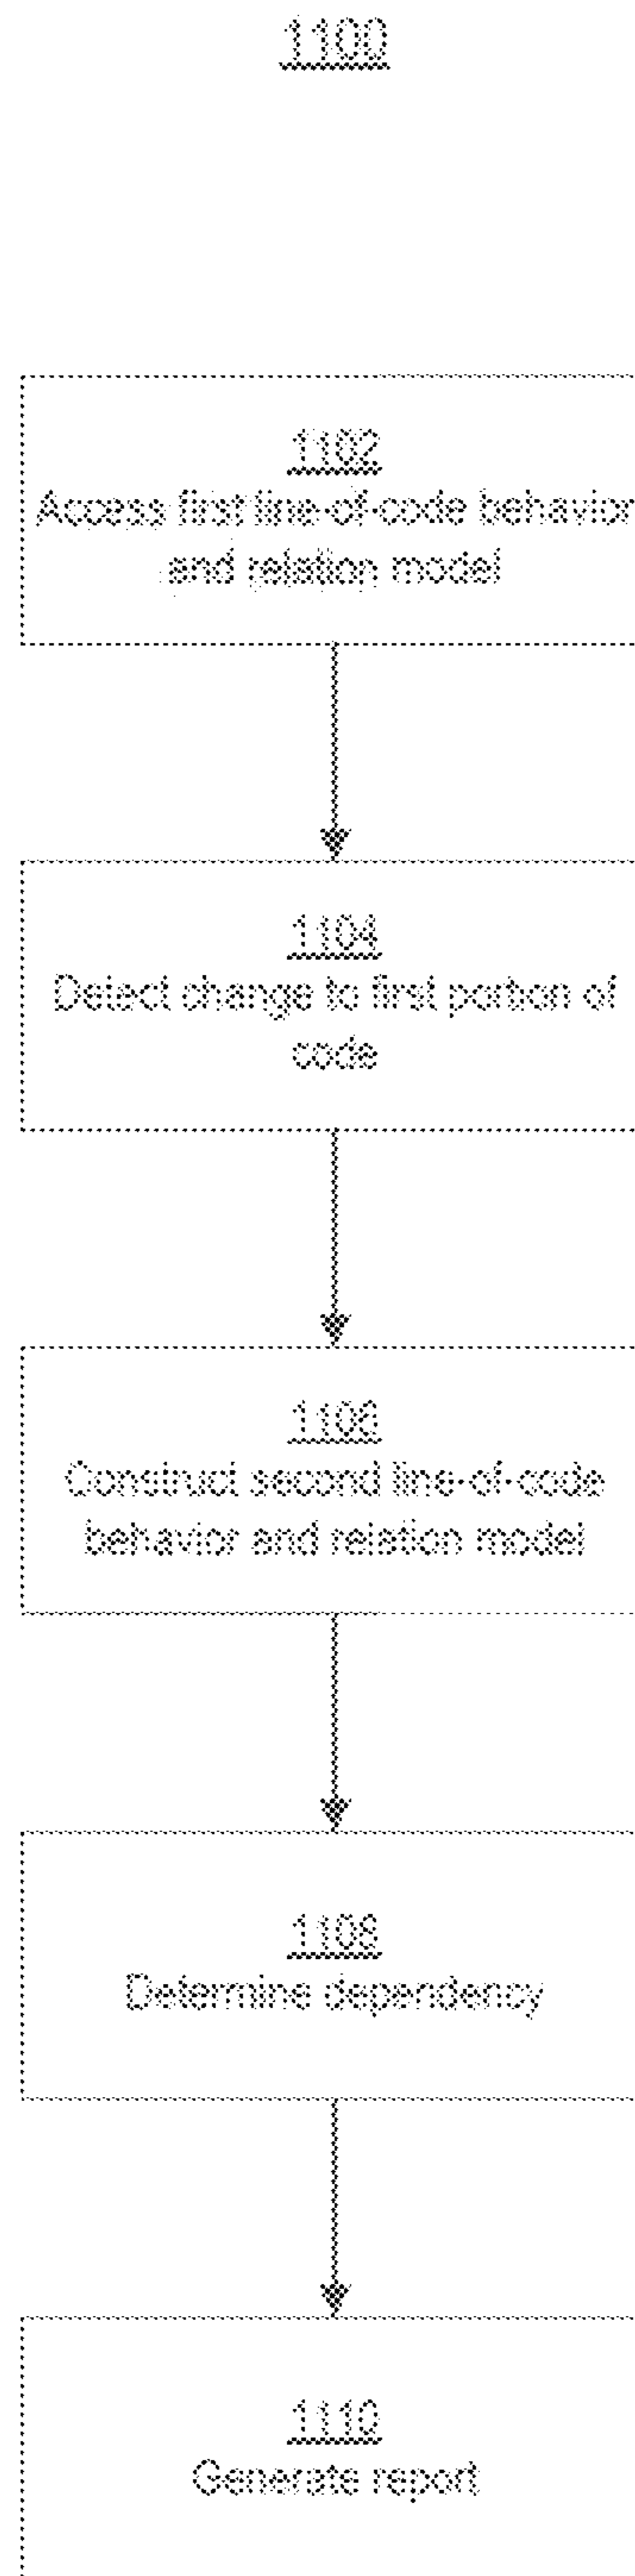 1100
1102
Access first line-of-code behavior
and relation model
1104
Detect change to first portion of
code
1106
Construct second line-of-code
behavior and relation model
1108
Determine dependency
1110
Generate report